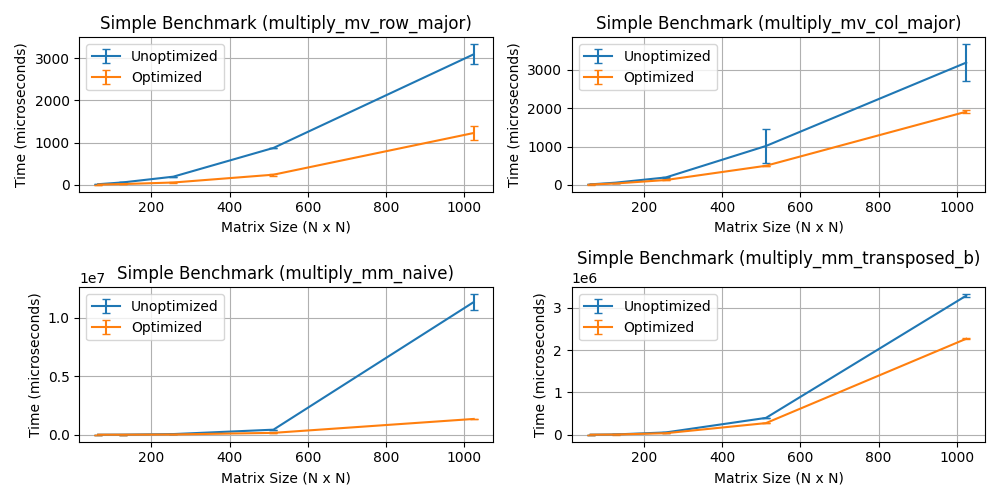 Simple Benchmark (multiply_mv_row_major)
Time (microseconds)
3000
2000
1000
0
Unoptimized
Optimized
200 400 600 800 1000
Matrix Size (N x N)
Simple Benchmark (multiply_mv_col_major)
Time (microseconds)
3000
2000
1000
0
Unoptimized
Optimized
200 400 600 800 1000
Matrix Size (N x N)
Simple Benchmark (multiply_mm_naive)
1e7
Time (microseconds)
1.0
0.5
0.0
Unoptimized
Optimized
200 400 600 800 1000
Matrix Size (N x N)
Simple Benchmark (multiply_mm_transposed_b)
1e6
Time (microseconds)
3
2
1
0
Unoptimized
Optimized
200 400 600 800 1000
Matrix Size (N x N)